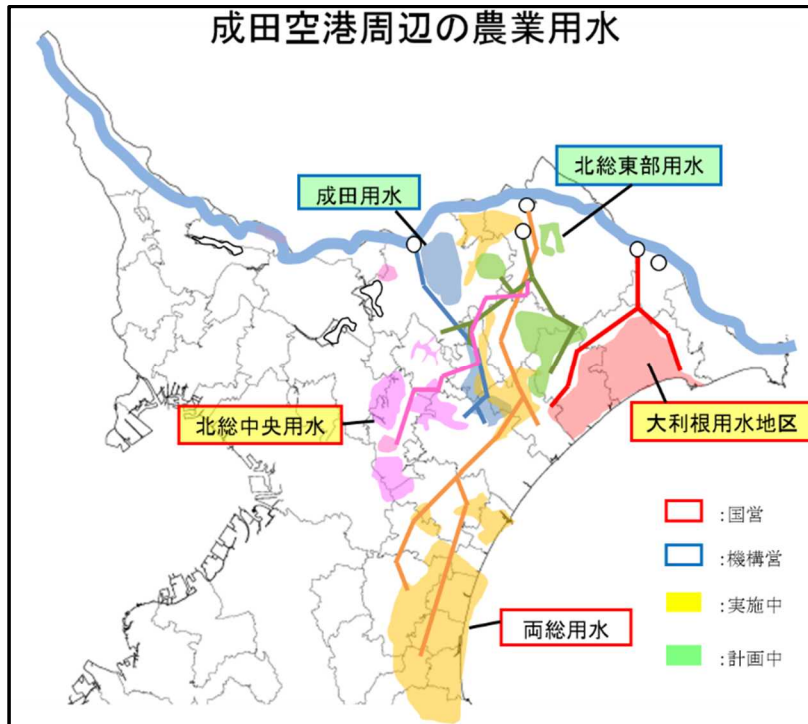 成田空港周辺の農業用水
北総東部用水
成田用水
北総中央用水
大利根用水地区
両総用水
:国営
:機構営
:実施中
:計画中